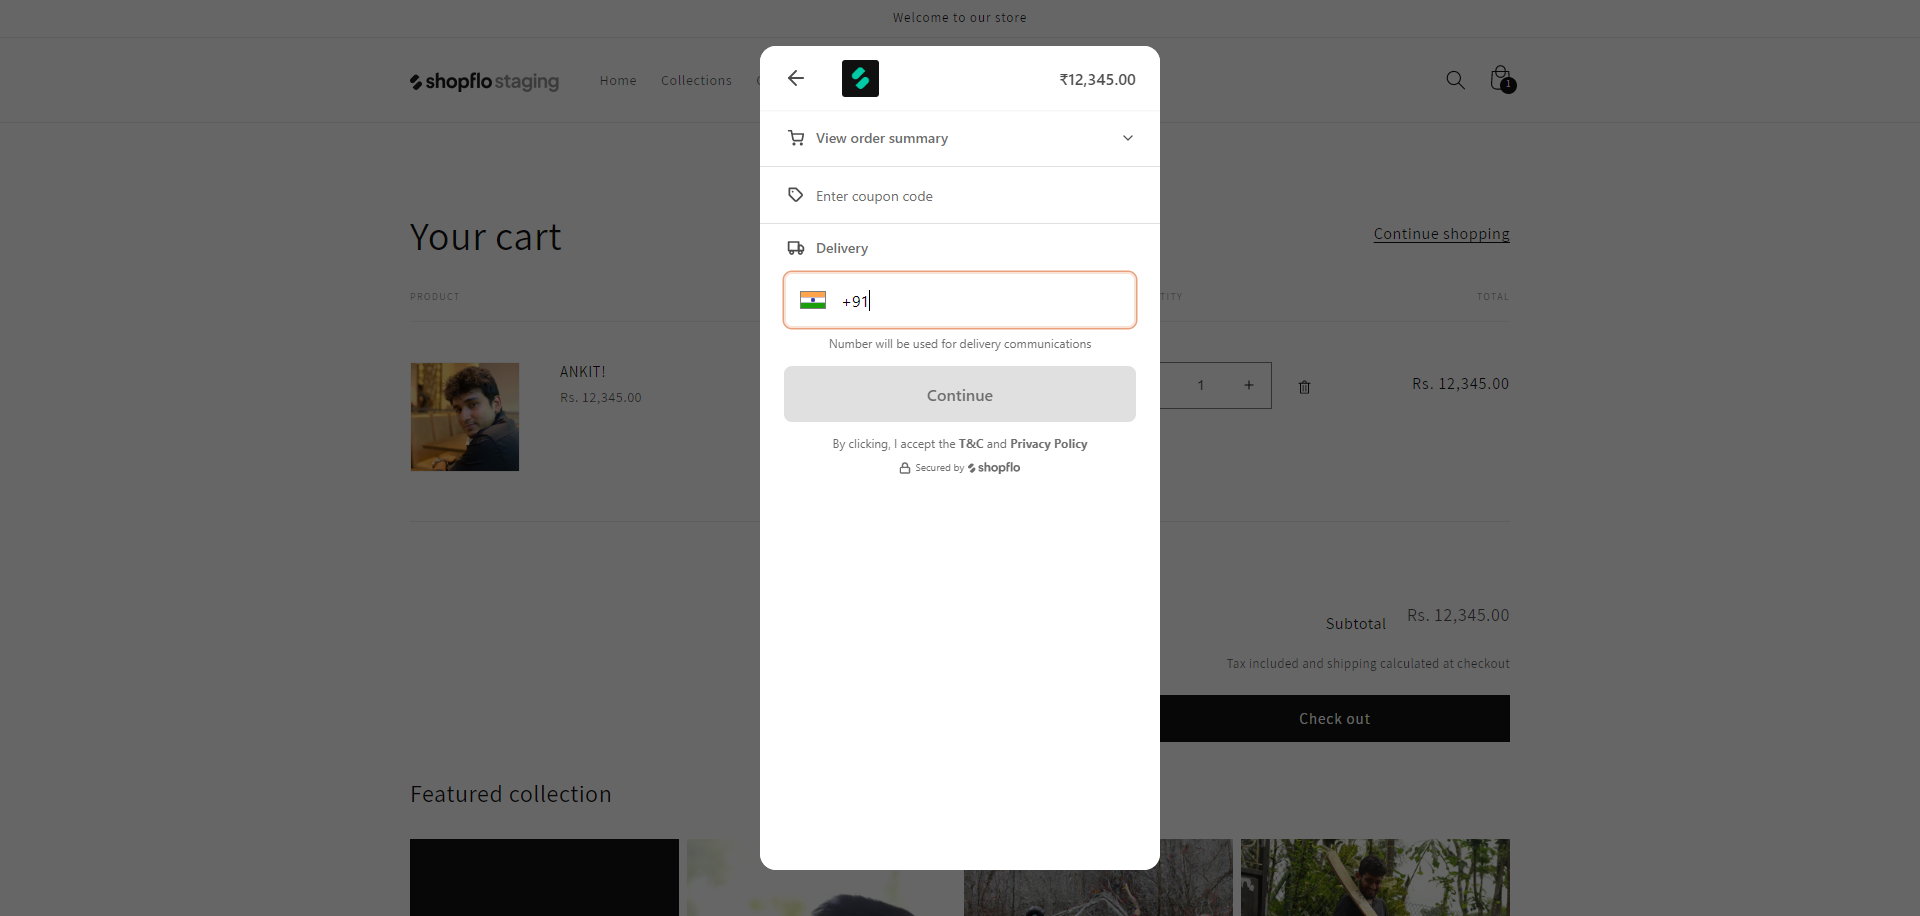 Welcome to our store
shopflo staging
Home
Collections
1
₹12,345.00
View order summary
Enter coupon code
Delivery
+91
Number will be used for delivery communications
Continue
By clicking, I accept the T&C and Privacy Policy
Secured by shopflo
Your cart
Continue shopping
PRODUCT
TOTAL
ANKIT!
Rs. 12,345.00
1 +
Rs. 12,345.00
Subtotal
Rs. 12,345.00
Tax included and shipping calculated at checkout
Check out
Featured collection